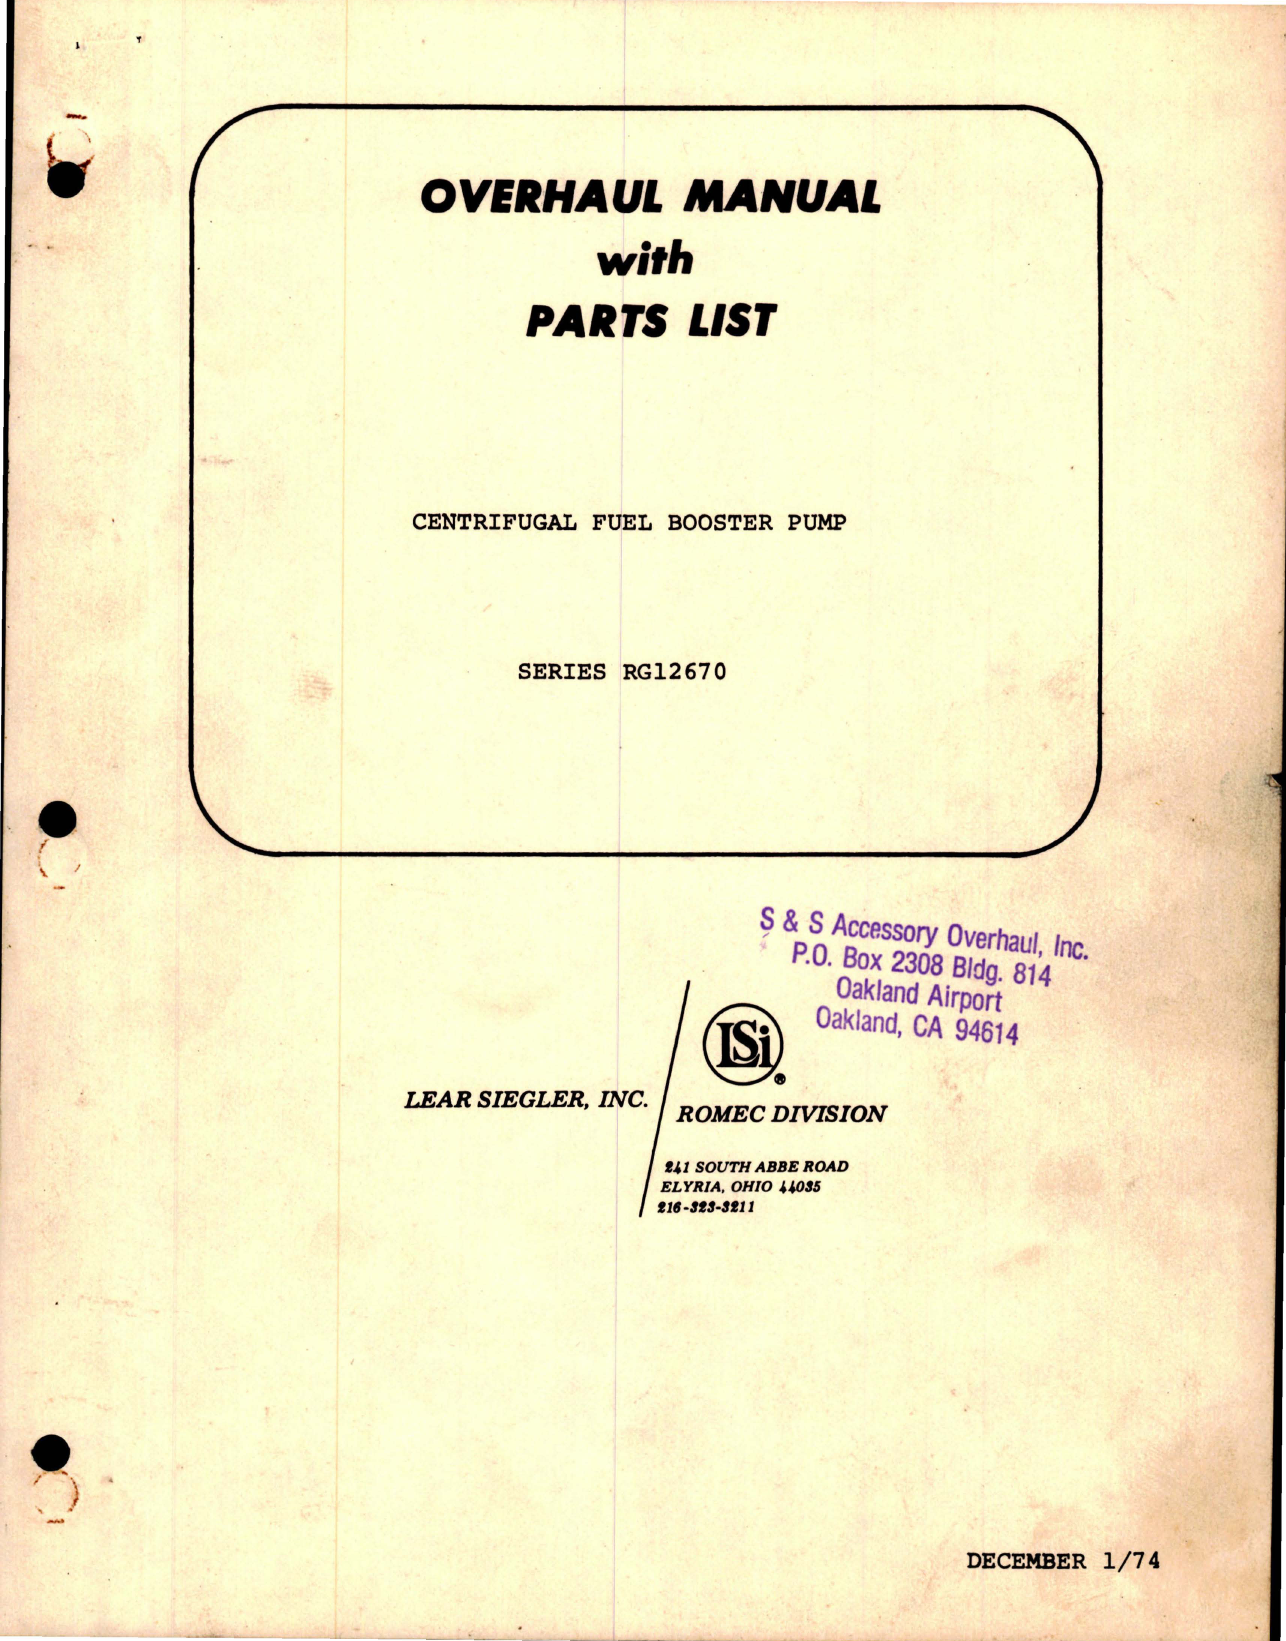 OVERHAUL MANUAL
with
PARTS LIST
CENTRIFUGAL FUEL BOOSTER PUMP
SERIES RG12670
S & S Accessory Overhaul, Inc.
P.O. Box 2308 Bldg. 814
Oakland Airport
Oakland, CA 94614
LSi®
LEAR SIEGLER, INC.
ROMEC DIVISION
241 SOUTH ABBE ROAD
ELYRIA, OHIO 44035
216-323-3211
DECEMBER 1/74